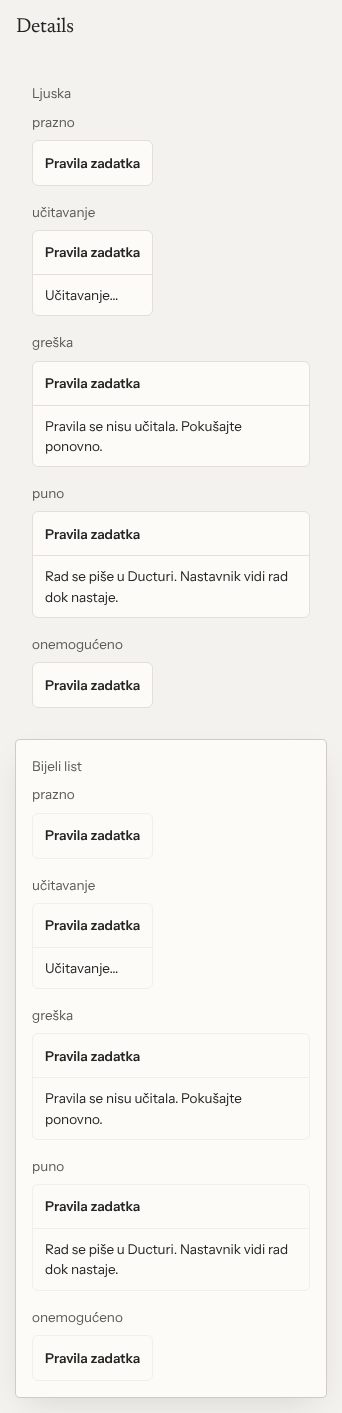 Details
Ljuska
prazno
Pravila zadatka
učitavanje
Pravila zadatka
Učitavanje...
greška
Pravila zadatka
Pravila se nisu učitala. Pokušajte
ponovno.
puno
Pravila zadatka
Rad se piše u Ducturi. Nastavnik vidi rad
dok nastaje.
onemogućeno
Pravila zadatka
Bijeli list
prazno
Pravila zadatka
učitavanje
Pravila zadatka
Učitavanje...
greška
Pravila zadatka
Pravila se nisu učitala. Pokušajte
ponovno.
puno
Pravila zadatka
Rad se piše u Ducturi. Nastavnik vidi rad
dok nastaje.
onemogućeno
Pravila zadatka